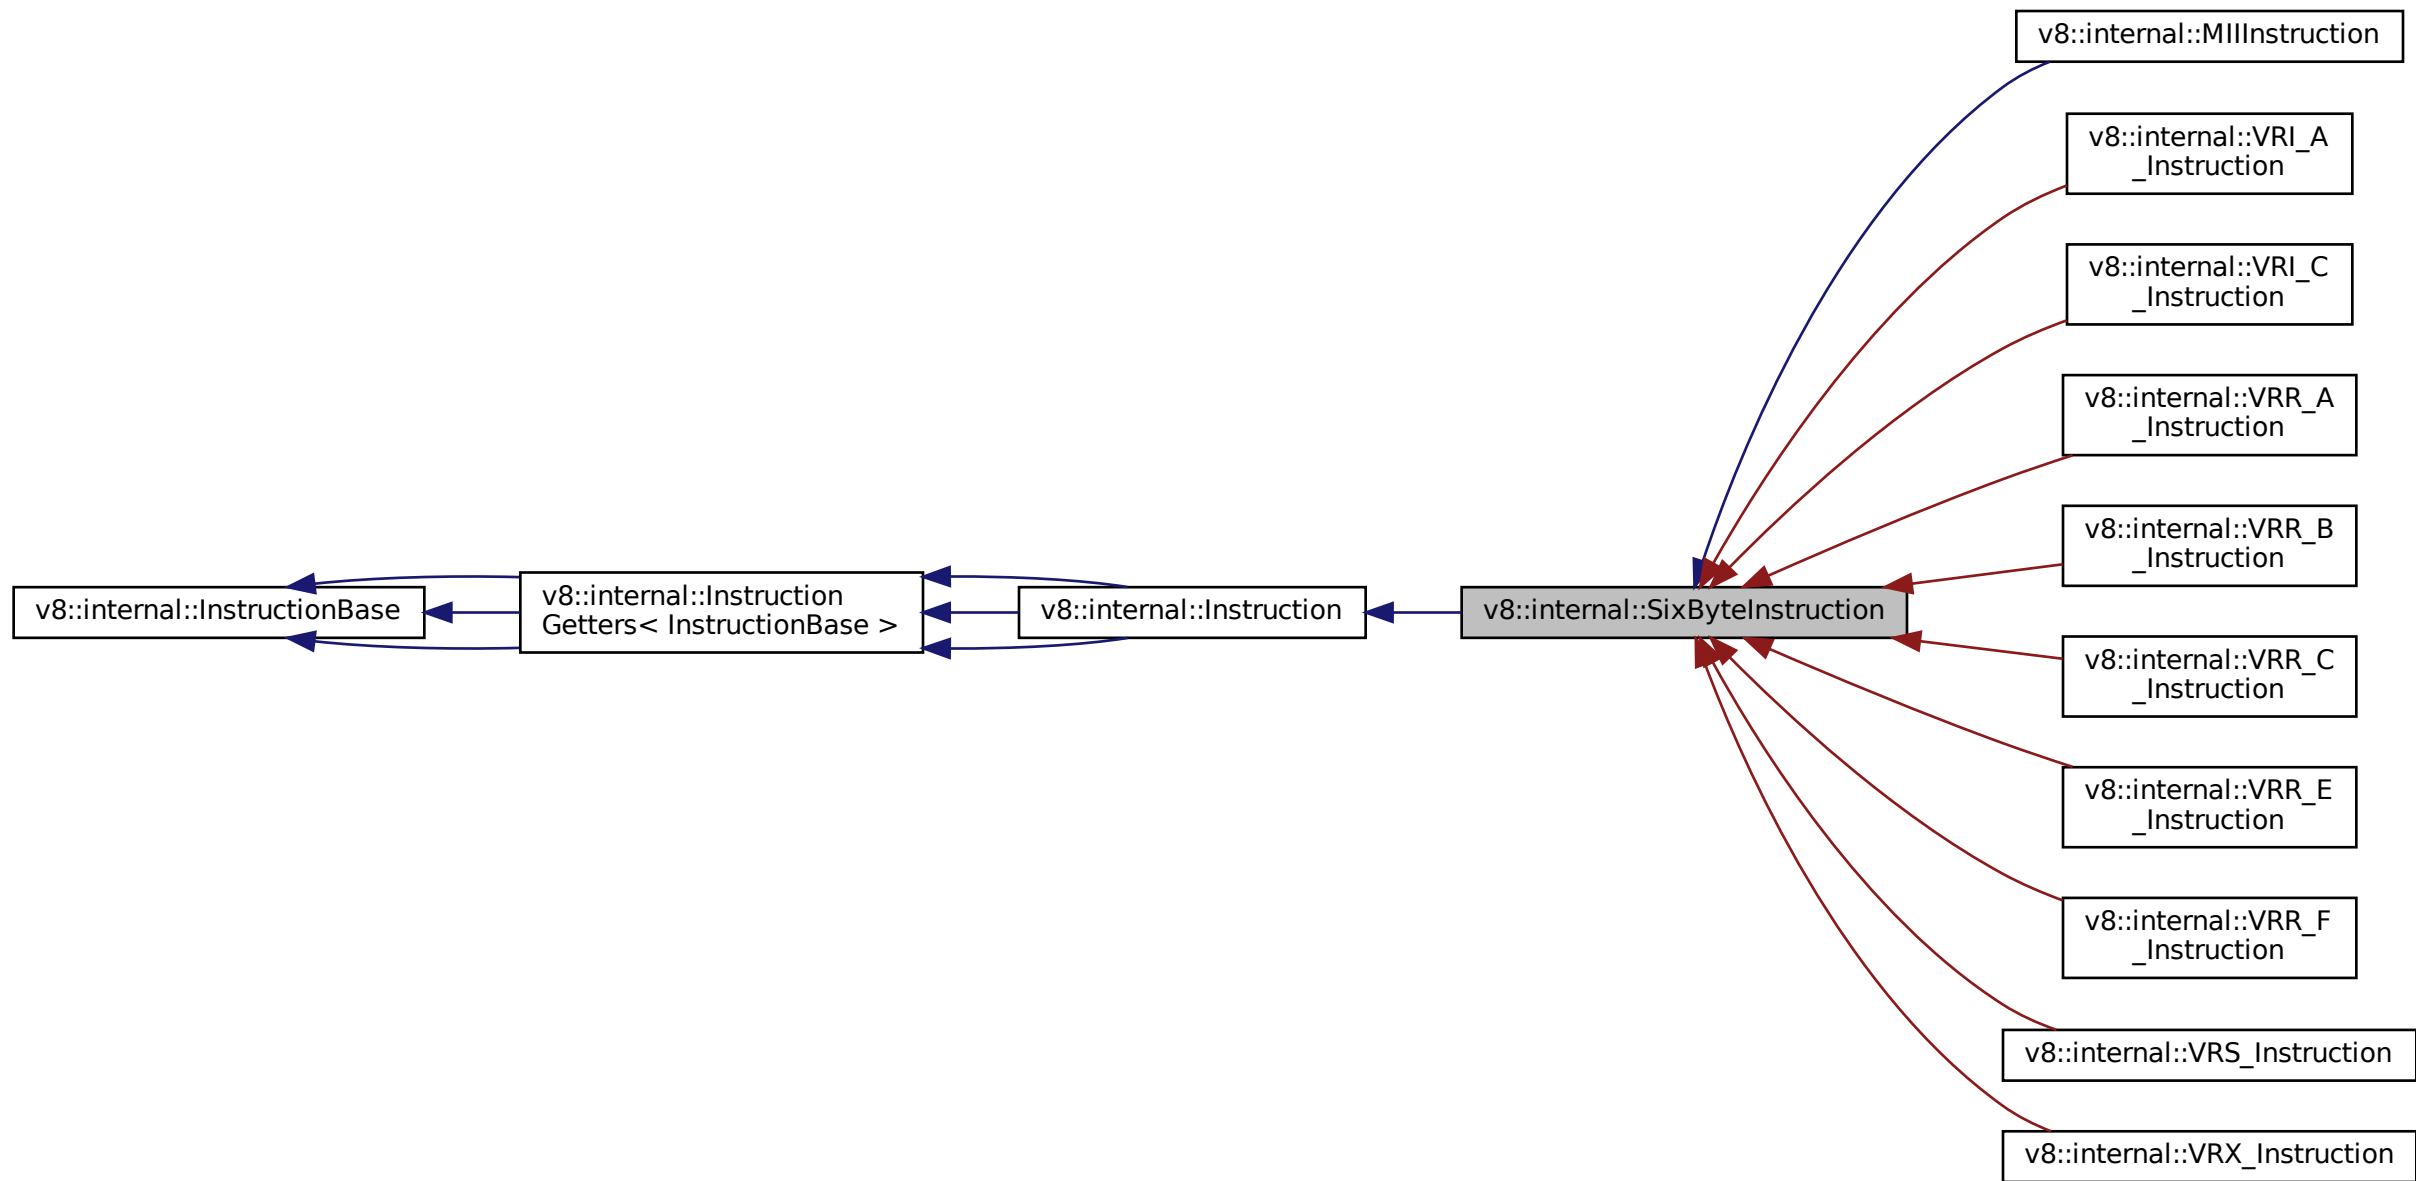 v8::internal::MIIInstruction
v8::internal::VRI_A
_Instruction
v8::internal::VRI_C
_Instruction
v8::internal::VRR_A
_Instruction
v8::internal::VRR_B
_Instruction
v8::internal::InstructionBase
v8::internal::Instruction
Getters< InstructionBase >
v8::internal::Instruction
v8::internal::SixByteInstruction
v8::internal::VRR_C
_Instruction
v8::internal::VRR_E
_Instruction
v8::internal::VRR_F
_Instruction
v8::internal::VRS_Instruction
v8::internal::VRX_Instruction